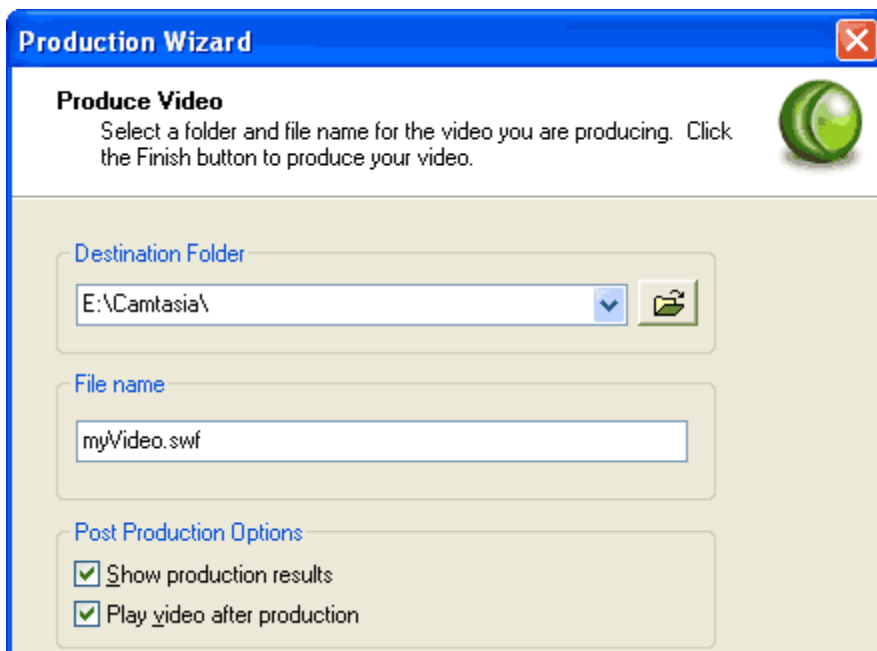 Production Wizard
Produce Video
Select a folder and file name for the video you are producing. Click
the Finish button to produce your video.
Destination Folder
E:\Camtasia\
File name
myVideo.swf
Post Production Options
Show production results
Play video after production